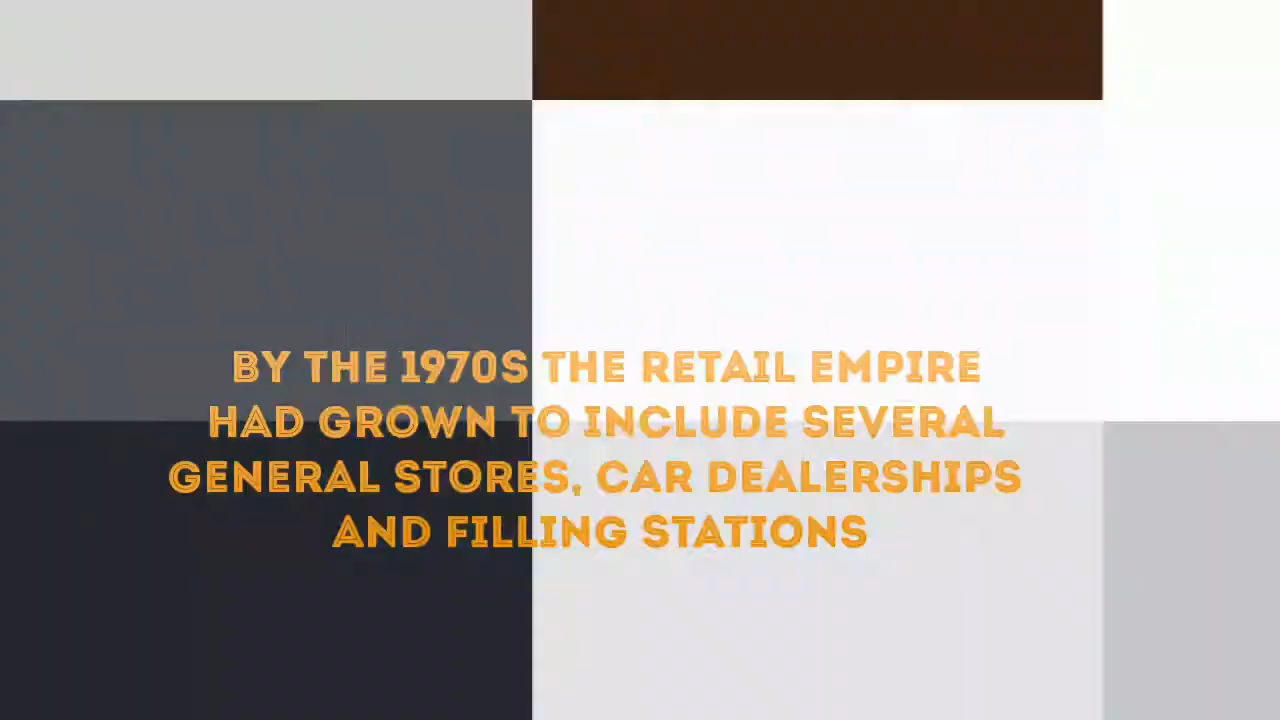 BY THE 1970S THE RETAIL EMPIRE
HAD GROWN TO INCLUDE SEVERAL
GENERAL STORES, CAR DEALERSHIPS
AND FILLING STATIONS